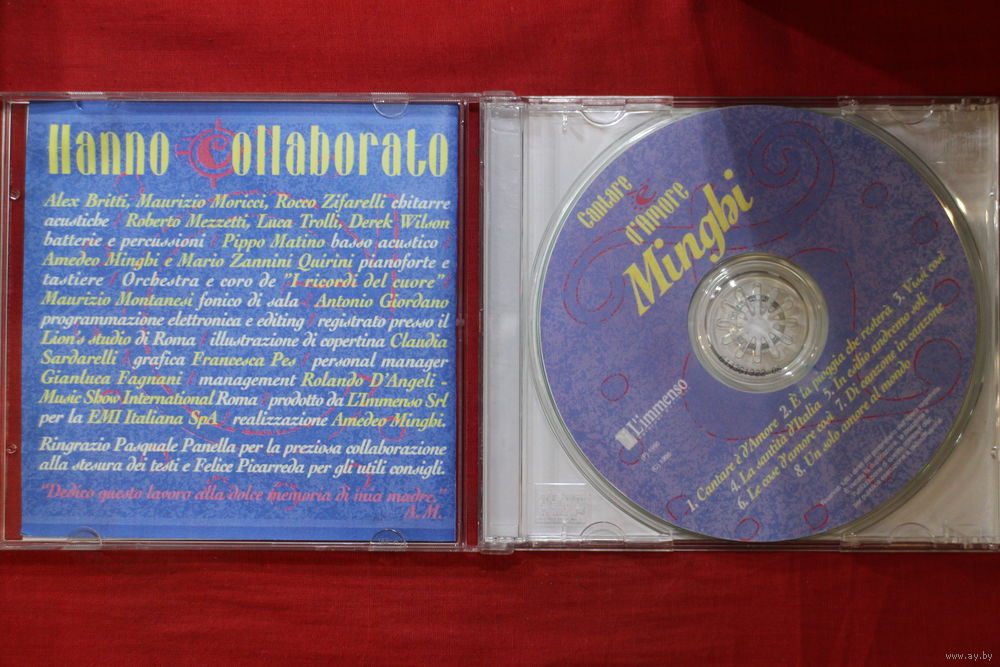 Hanno Collaborato
Alex Britti, Maurizio Moricci, Rocco Zifarelli chitarre
acustiche / Roberto Mezzetti, Luca Trolli, Derek Wilson
batterie e percussioni / Pippo Matino basso acustico /
Amedeo Minghi e Mario Zannini Quirini pianoforte e
tastiere / Orchestra e coro de "I ricordi del cuore" /
Maurizio Montanesi fonico di sala / Antonio Giordano
programmazione elettronica e editing / registrato presso il
Lion's studio di Roma / illustrazione di copertina Claudia
Sardarelli / grafica Francesca Pes / personal manager
Gianluca Fagnani / management Rolando D'Angeli -
Music Show International Roma / prodotto da L'Immenso Srl
per la EMI Italiana SpA / realizzazione Amedeo Minghi.
Ringrazio Pasquale Panella per la preziosa collaborazione
alla stesura dei testi e Felice Picarreda per gli utili consigli.
"Dedico questo lavoro alla dolce memoria di mia madre."
A.M.
Cantare è
d'Amore
Minghi
L'immenso
1. Cantare è d'Amore 2. È la pioggia che resterà 3. Vussi così
4. La santità d'Italia 5. In esilio andremo soli
6. Le cose d'amore così 7. Di canzone in canzone
8. Un solo amore al mondo
www.ay.by